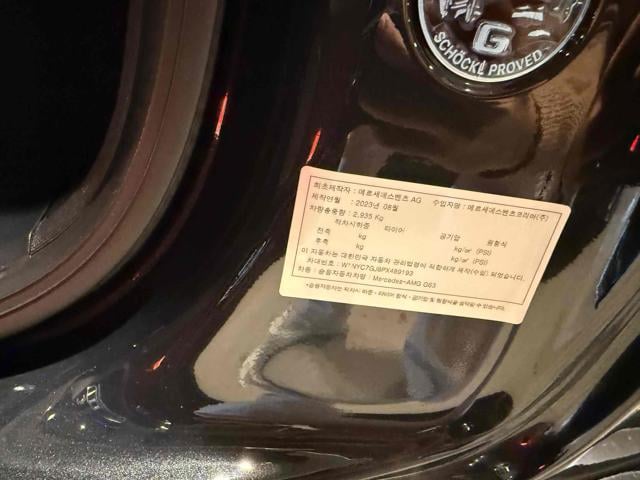 G
SCHÖCKL PROVED
최초제작자 : 메르세데스벤츠 AG 수입자명 : 메르세데스벤츠코리아(주)
제작연월 : 2023년 08월
차량총중량 : 2,935 Kg
적차시하중 타이어 공기압 원형식
전축 kg kg/㎠ (PSI)
후축 kg kg/㎠ (PSI)
이 자동차는 대한민국 자동차 관리법령에 적합하게 제작(수입) 되었습니다.
차대번호 : W1NYC7GJ8PX489193
차종 : 승용자동차 차명 : Mercedes-AMG G63